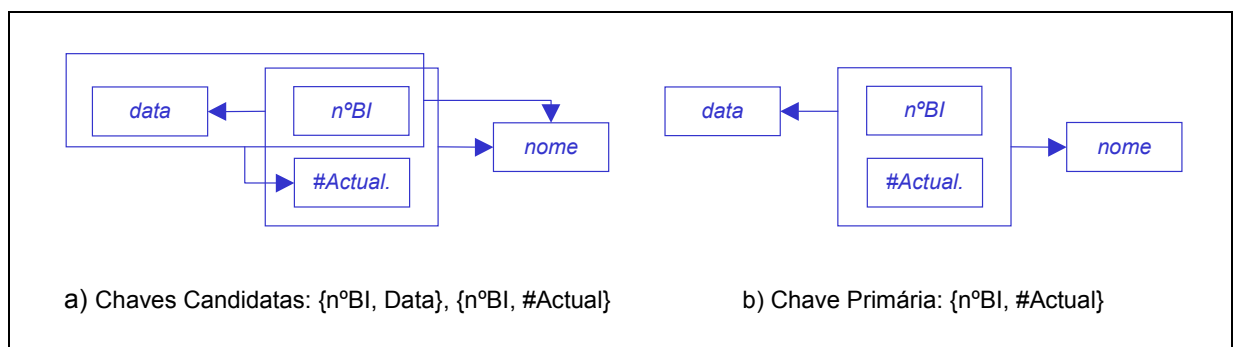 data
nºBI
nome
#Actual.
data
nºBI
nome
#Actual.
a) Chaves Candidatas: {nºBI, Data}, {nºBI, #Actual}
b) Chave Primária: {nºBI, #Actual}